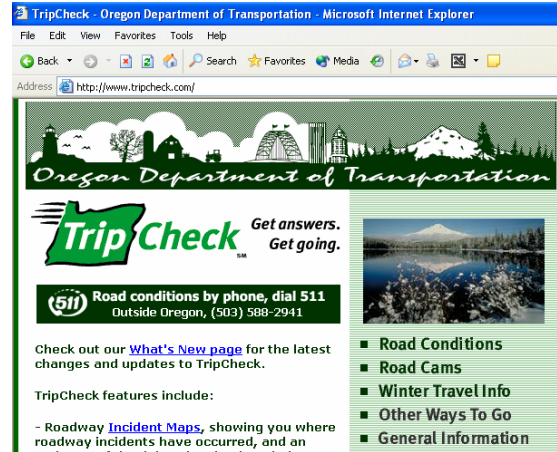 TripCheck - Oregon Department of Transportation - Microsoft Internet Explorer
File Edit View Favorites Tools Help
Back Search Favorites Media
Address http://www.tripcheck.com/
Oregon Department of Transportation
TripCheck SM
Get answers.
Get going.
511 Road conditions by phone, dial 511
Outside Oregon, (503) 588-2941
Check out our What's New page for the latest
changes and updates to TripCheck.
TripCheck features include:
- Roadway Incident Maps, showing you where
roadway incidents have occurred, and an
Road Conditions
Road Cams
Winter Travel Info
Other Ways To Go
General Information